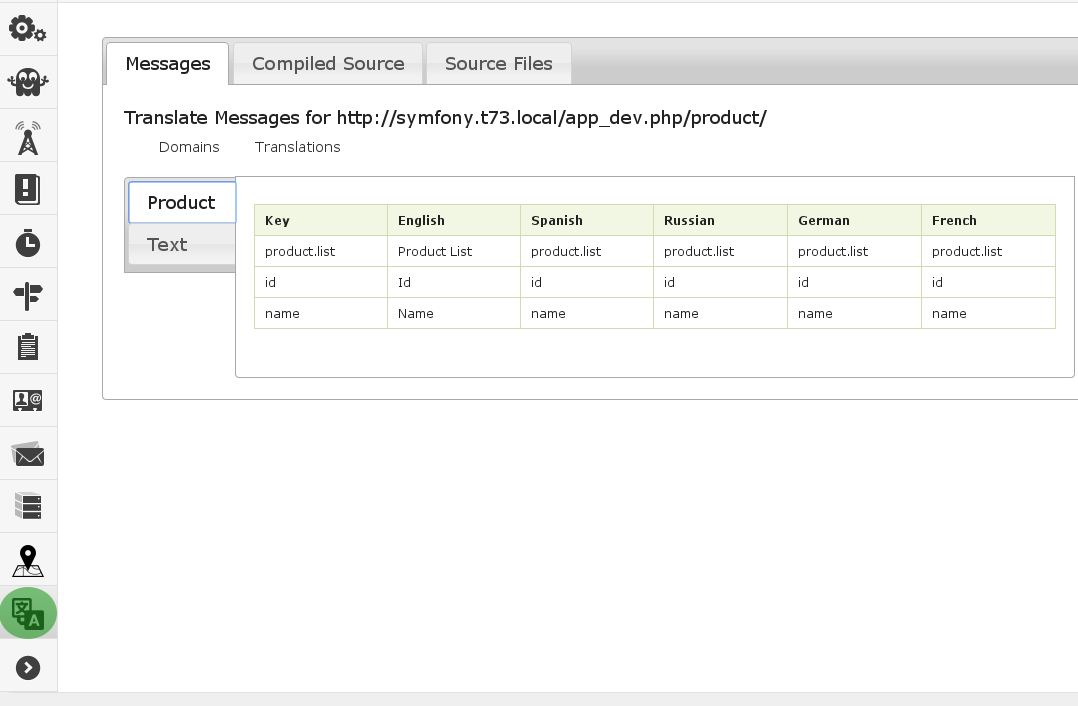 Messages Compiled Source Source Files
Translate Messages for http://symfony.t73.local/app_dev.php/product/
Domains Translations
Product
Text
Key English Spanish Russian German French
product.list Product List product.list product.list product.list product.list
id Id id id id id
name Name name name name name
@
文A